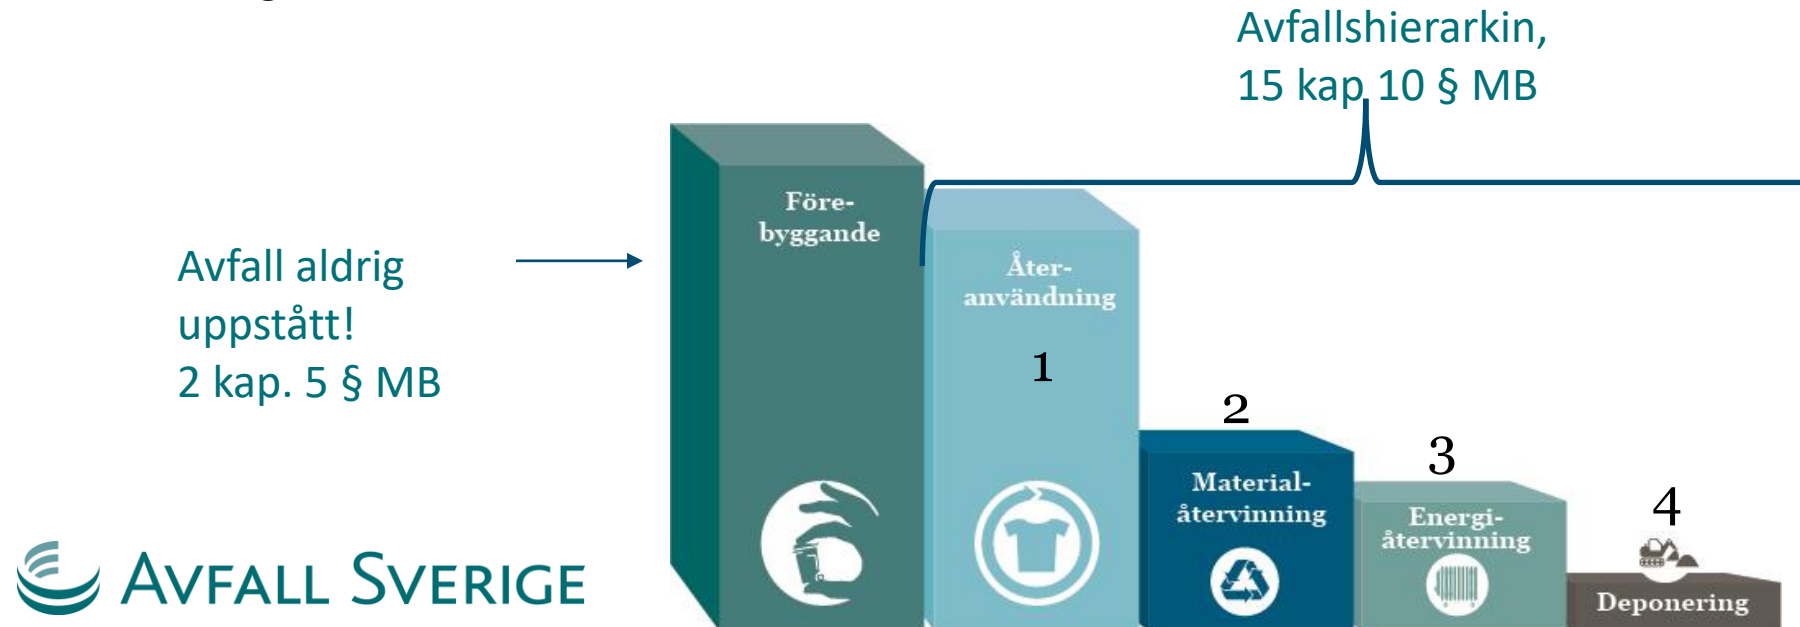 Avfallshierarkin,
15 kap 10 § MB
Före-
byggande
Avfall aldrig
uppstått!
2 kap. 5 § MB
Åter-
användning
1
2
Material-
återvinning
3
Energi-
återvinning
4
Deponering
AVFALL SVERIGE